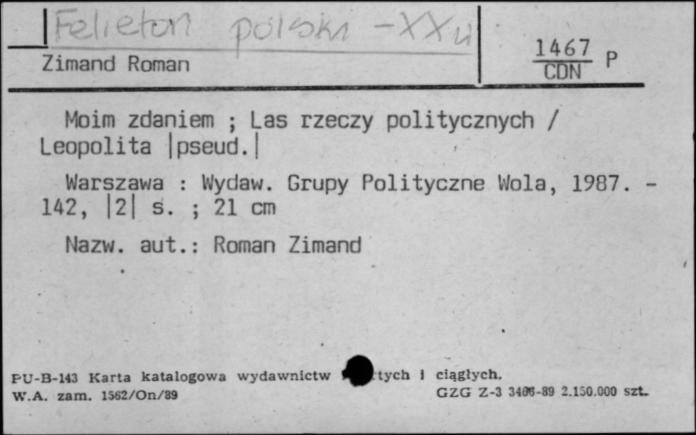 Felieton polski - XX w
Zimand Roman
1467 P
CDN
Moim zdaniem ; Las rzeczy politycznych /
Leopolita |pseud.|
Warszawa : Wydaw. Grupy Polityczne Wola, 1987. -
142, |2| s. ; 21 cm
Nazw. aut.: Roman Zimand
PU-B-143 Karta katalogowa wydawnictw tych i ciągłych.
W.A. zam. 1562/On/89
GZG Z-3 3406-89 2.150.000 szt.